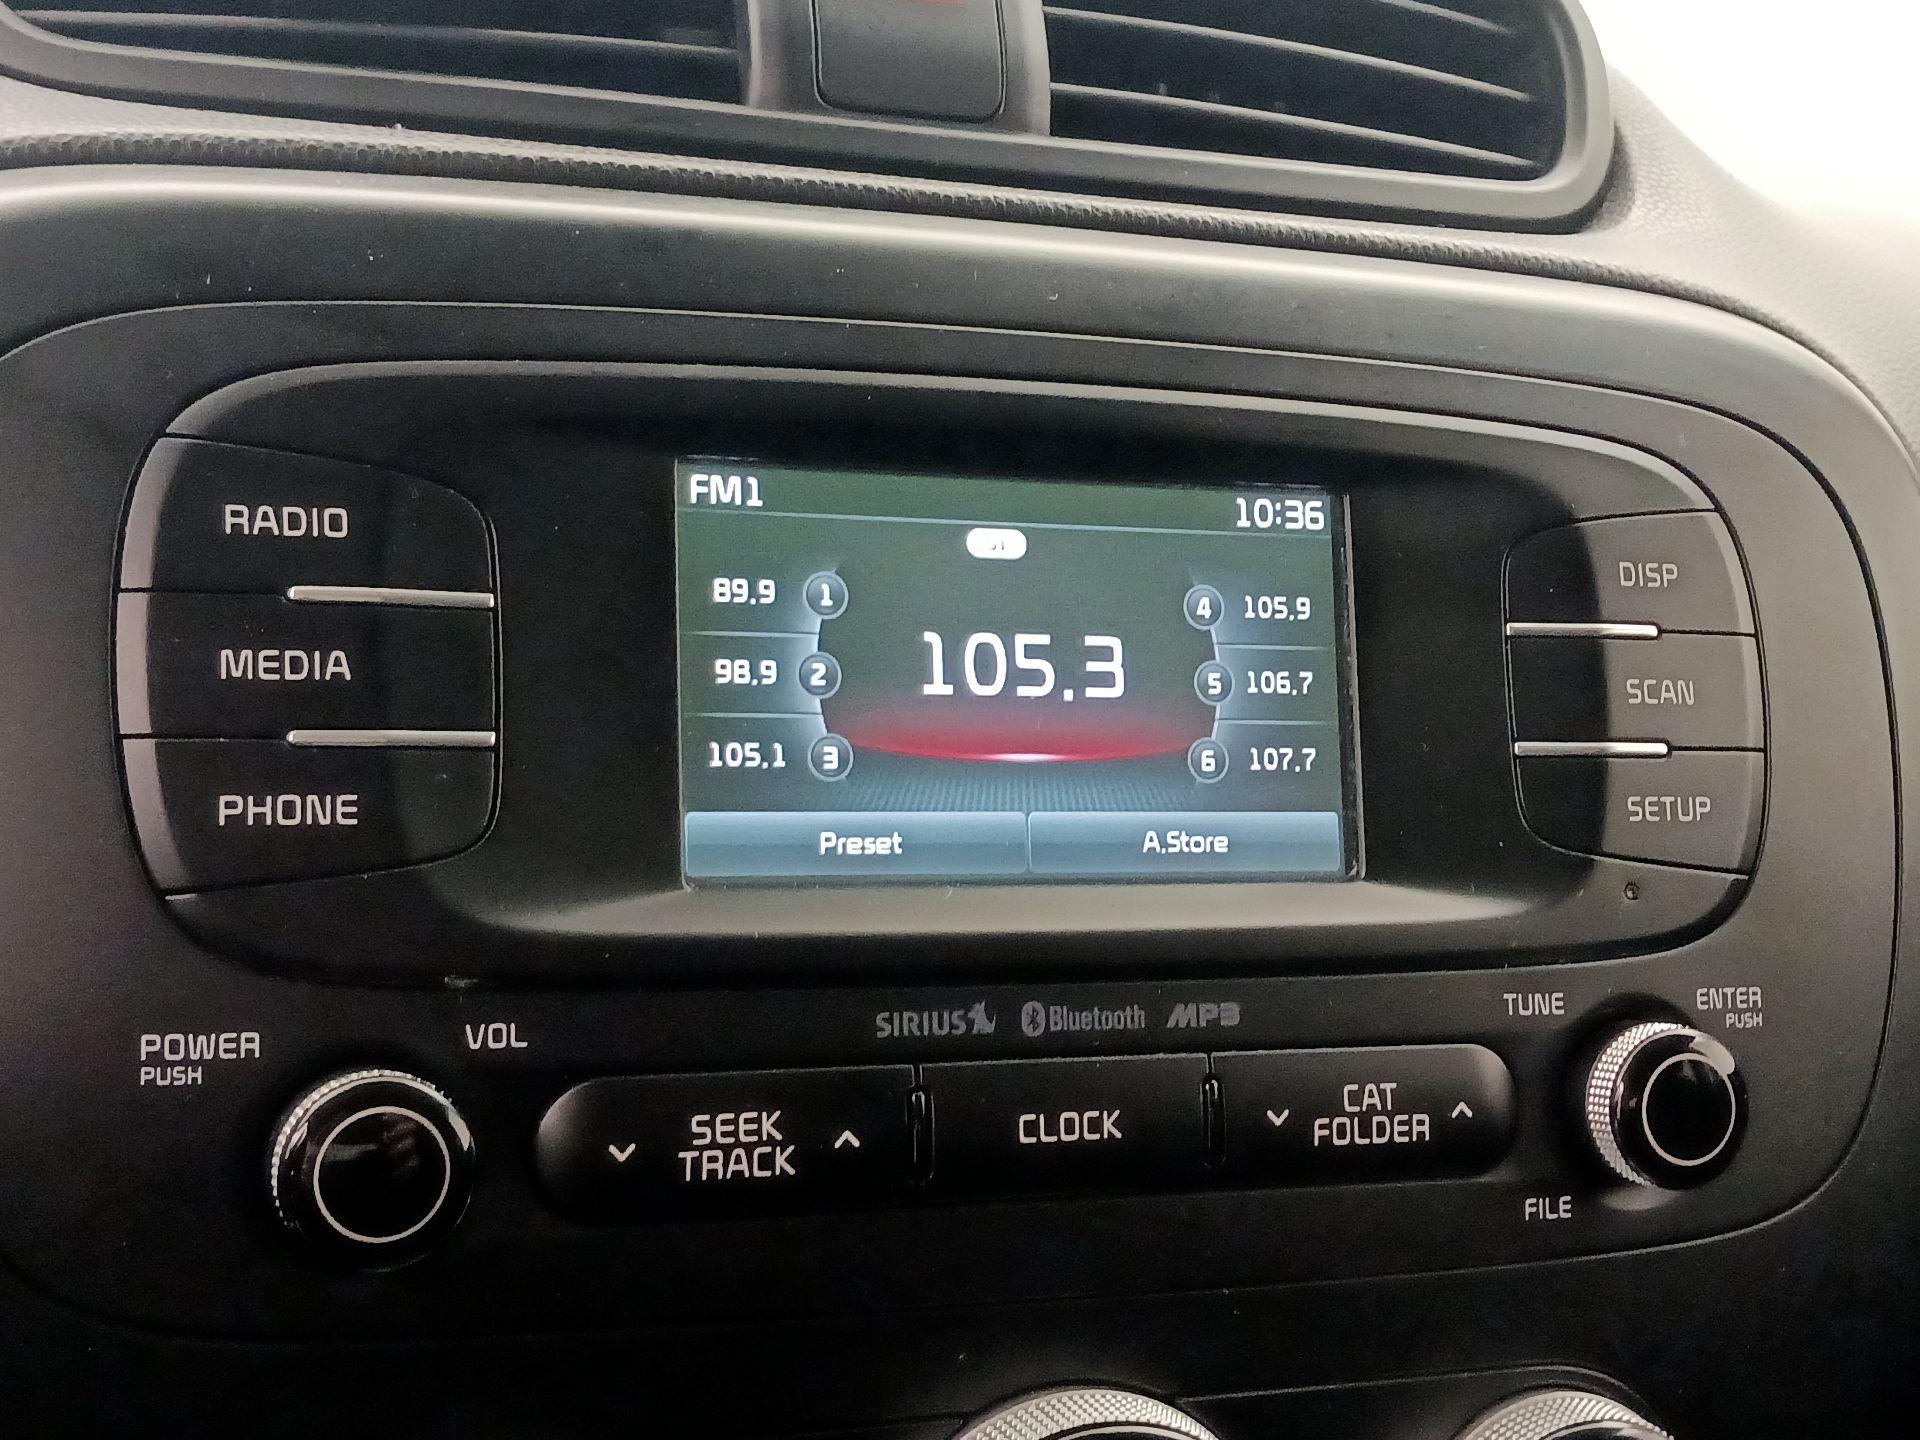 FM1
10:36
ST
89.9 1
4 105.9
105.3
98.9 2
5 106.7
105.1 3
6 107.7
Preset
A.Store
RADIO
MEDIA
PHONE
DISP
SCAN
SETUP
POWER
PUSH
VOL
SIRIUS
Bluetooth
MP3
SEEK
TRACK
CLOCK
CAT
FOLDER
TUNE
ENTER
PUSH
FILE